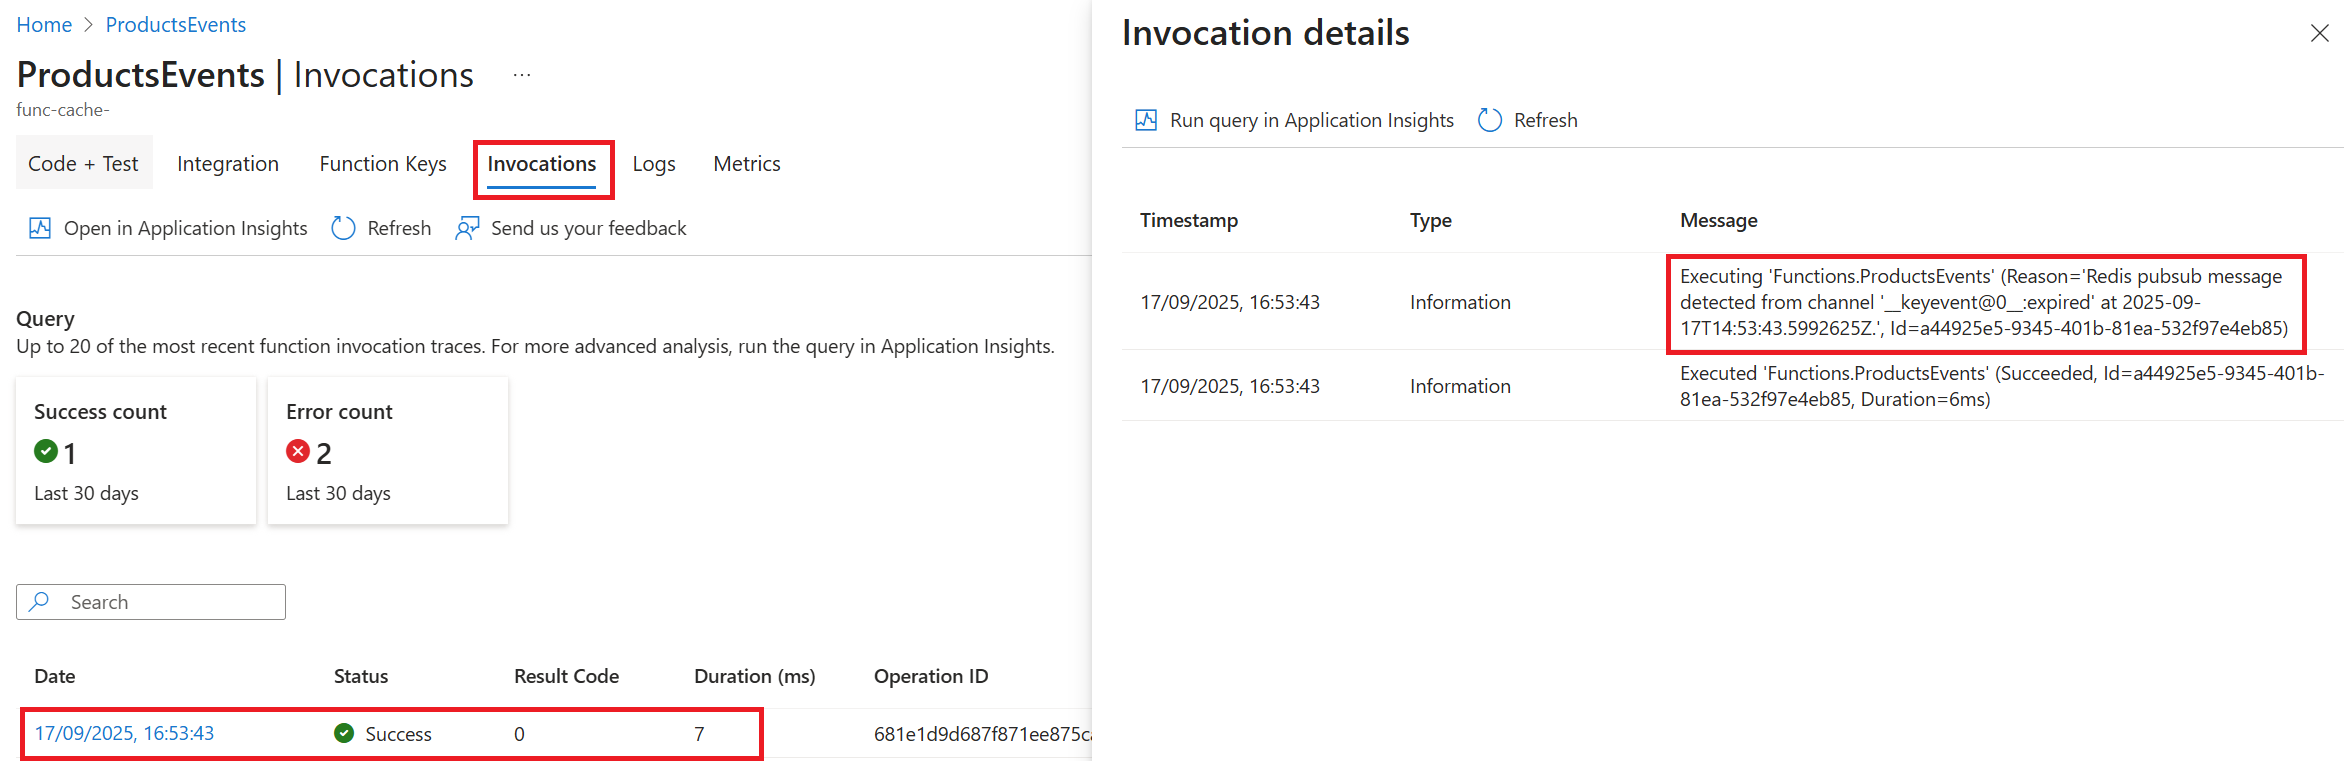 Home > ProductsEvents
ProductsEvents | Invocations ...
func-cache-
Code + Test Integration Function Keys Invocations Logs Metrics
Open in Application Insights Refresh Send us your feedback
Query
Up to 20 of the most recent function invocation traces. For more advanced analysis, run the query in Application Insights.
Success count
1
Last 30 days
Error count
2
Last 30 days
Search
Date Status Result Code Duration (ms) Operation ID
17/09/2025, 16:53:43 Success 0 7 681e1d9d687f871ee875c
Invocation details
Run query in Application Insights Refresh
Timestamp Type Message
17/09/2025, 16:53:43 Information
Executing 'Functions.ProductsEvents' (Reason='Redis pubsub message
detected from channel '__keyevent@0__:expired' at 2025-09-
17T14:53:43.5992625Z.', Id=a44925e5-9345-401b-81ea-532f97e4eb85)
17/09/2025, 16:53:43 Information
Executed 'Functions.ProductsEvents' (Succeeded, Id=a44925e5-9345-401b-
81ea-532f97e4eb85, Duration=6ms)